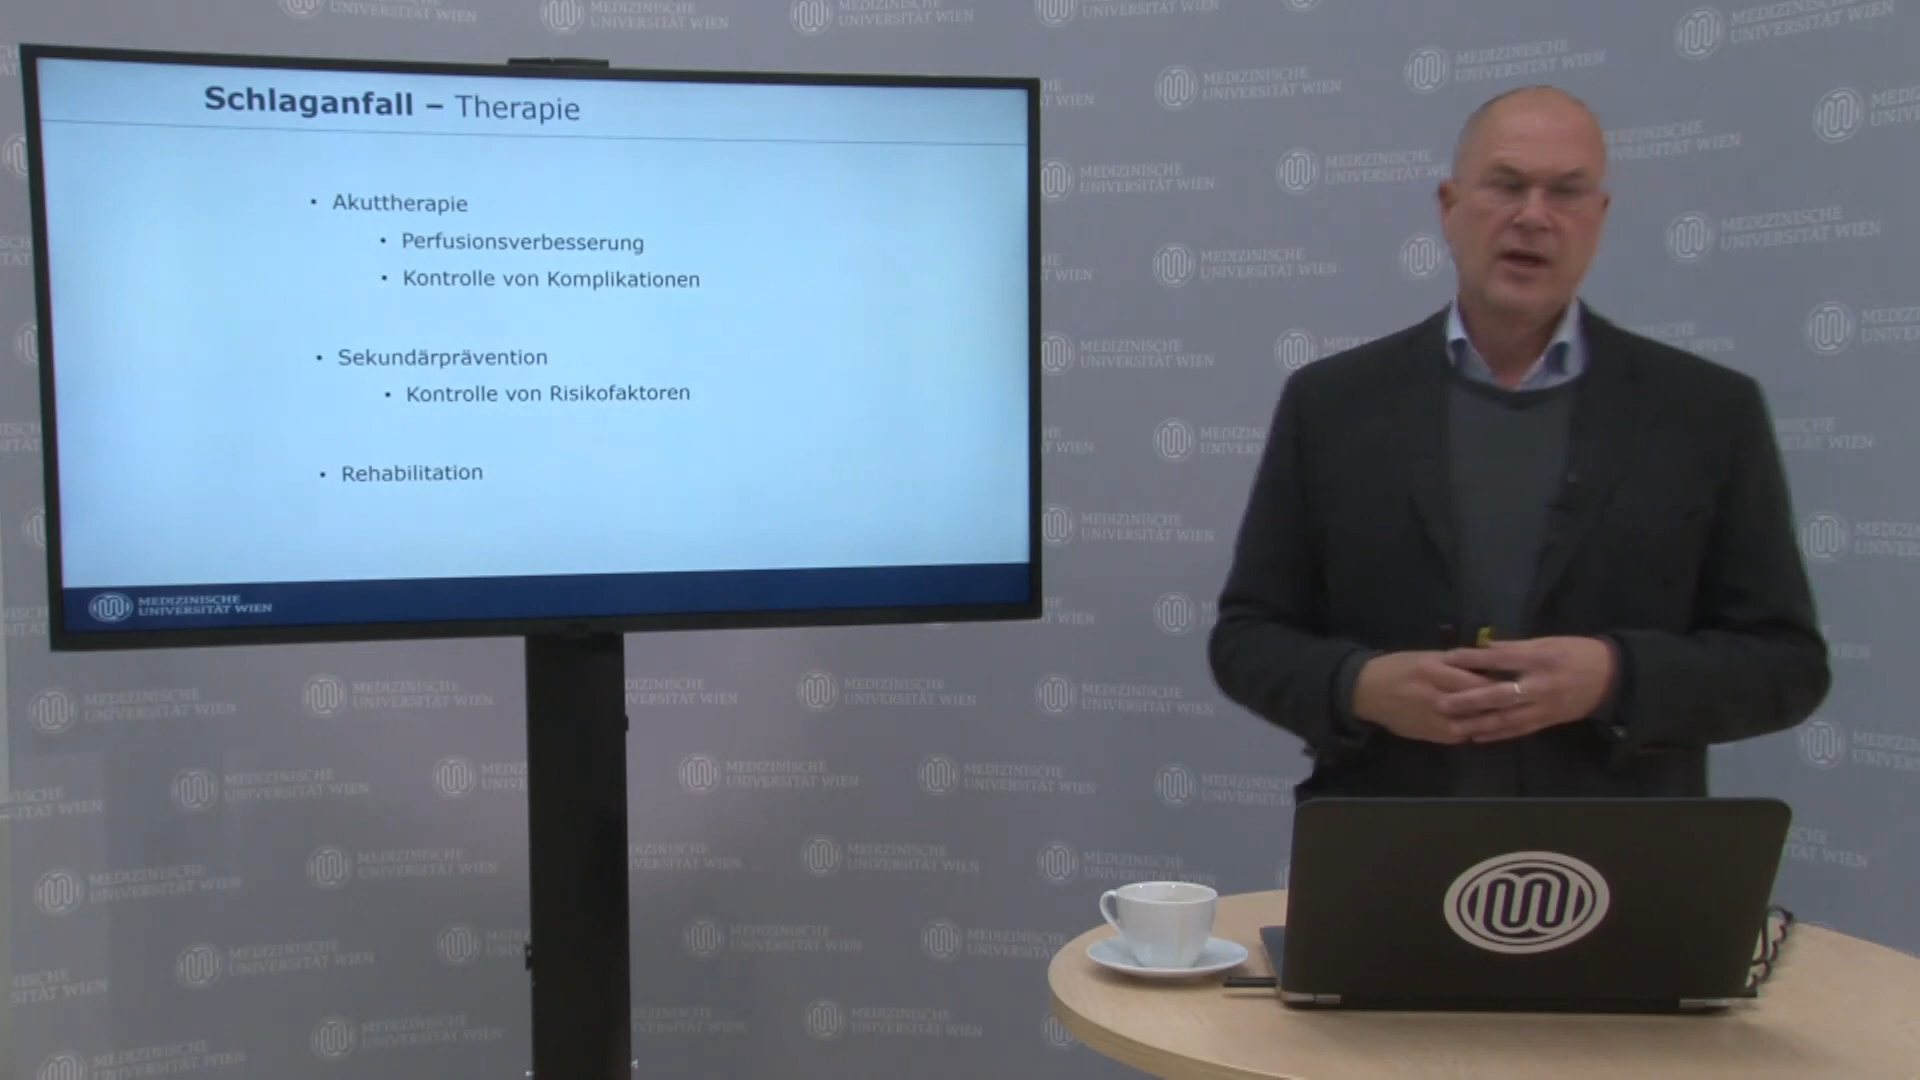 Schlaganfall – Therapie
• Akuttherapie
• Perfusionsverbesserung
• Kontrolle von Komplikationen
• Sekundärprävention
• Kontrolle von Risikofaktoren
• Rehabilitation
MEDIZINISCHE
UNIVERSITÄT WIEN